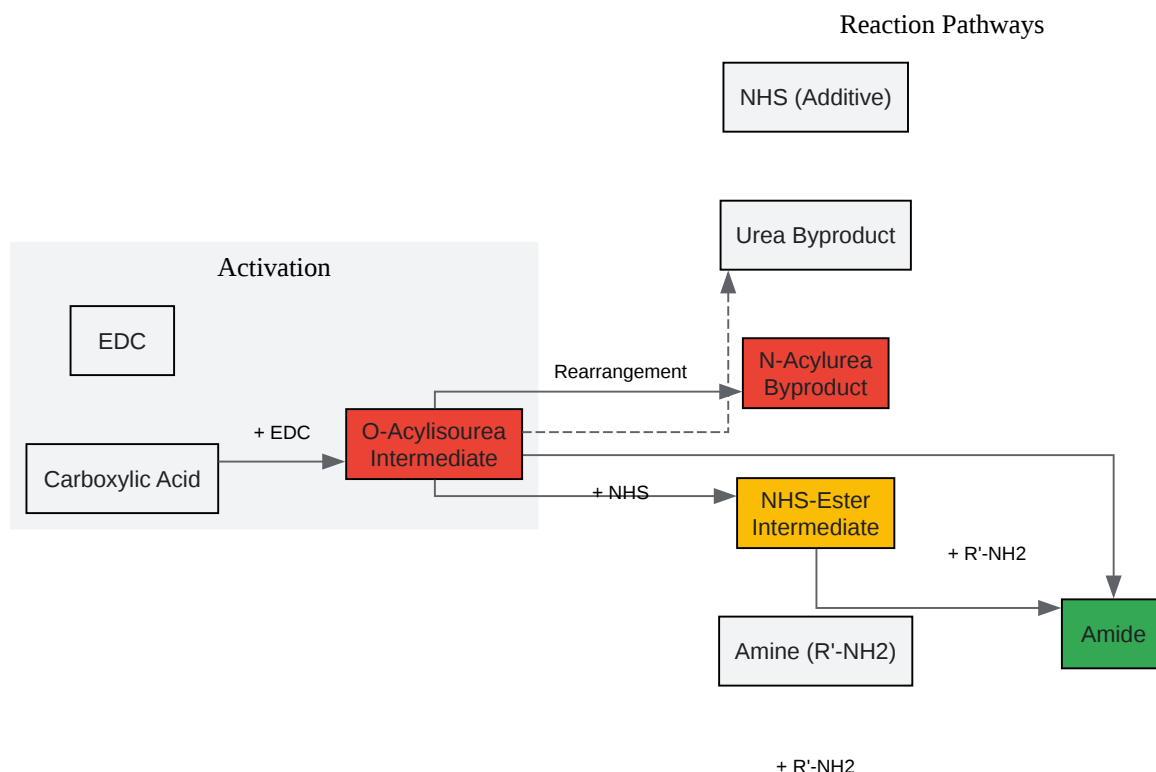 Reaction Pathways
NHS (Additive)
Urea Byproduct
Activation
EDC
N-Acylurea
Byproduct
Rearrangement
+ EDC
O-Acylisourea
Intermediate
Carboxylic Acid
+ NHS
NHS-Ester
Intermediate
+ R'-NH2
Amide
Amine (R'-NH2)
+ R'-NH2